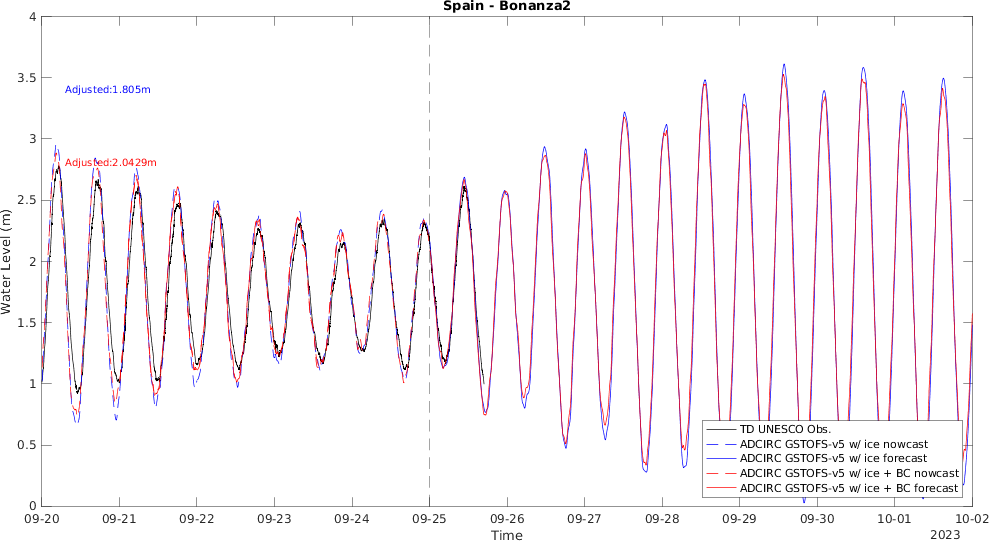 Spain - Bonanza2
4
3.5
3
2.5
2
1.5
1
0.5
0
Water Level (m)
Adjusted:1.805m
Adjusted:2.0429m
TD UNESCO Obs.
ADCIRC GSTOFS-v5 w/ ice nowcast
ADCIRC GSTOFS-v5 w/ ice forecast
ADCIRC GSTOFS-v5 w/ ice + BC nowcast
ADCIRC GSTOFS-v5 w/ ice + BC forecast
09-20 09-21 09-22 09-23 09-24 09-25 09-26 09-27 09-28 09-29 09-30 10-01 10-02
Time
2023